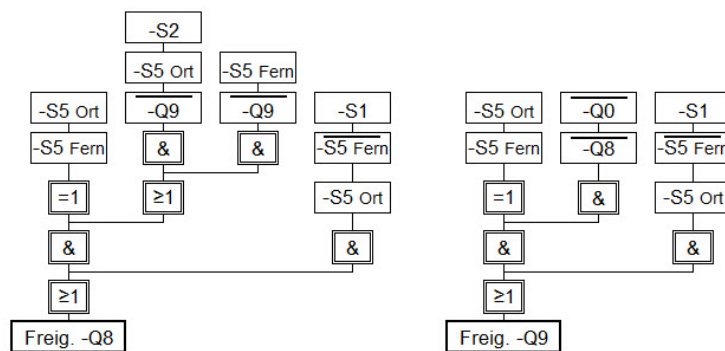 -S2
-S5 Ort -S5 Fern
-S5 Ort -Q9 -Q9 -S1 -S5 Ort -Q0 -S1
-S5 Fern & & -S5 Fern -S5 Fern -Q8 -S5 Fern
=1 ≥1 -S5 Ort =1 & -S5 Ort
& & & &
≥1 ≥1
Freig. -Q8 Freig. -Q9